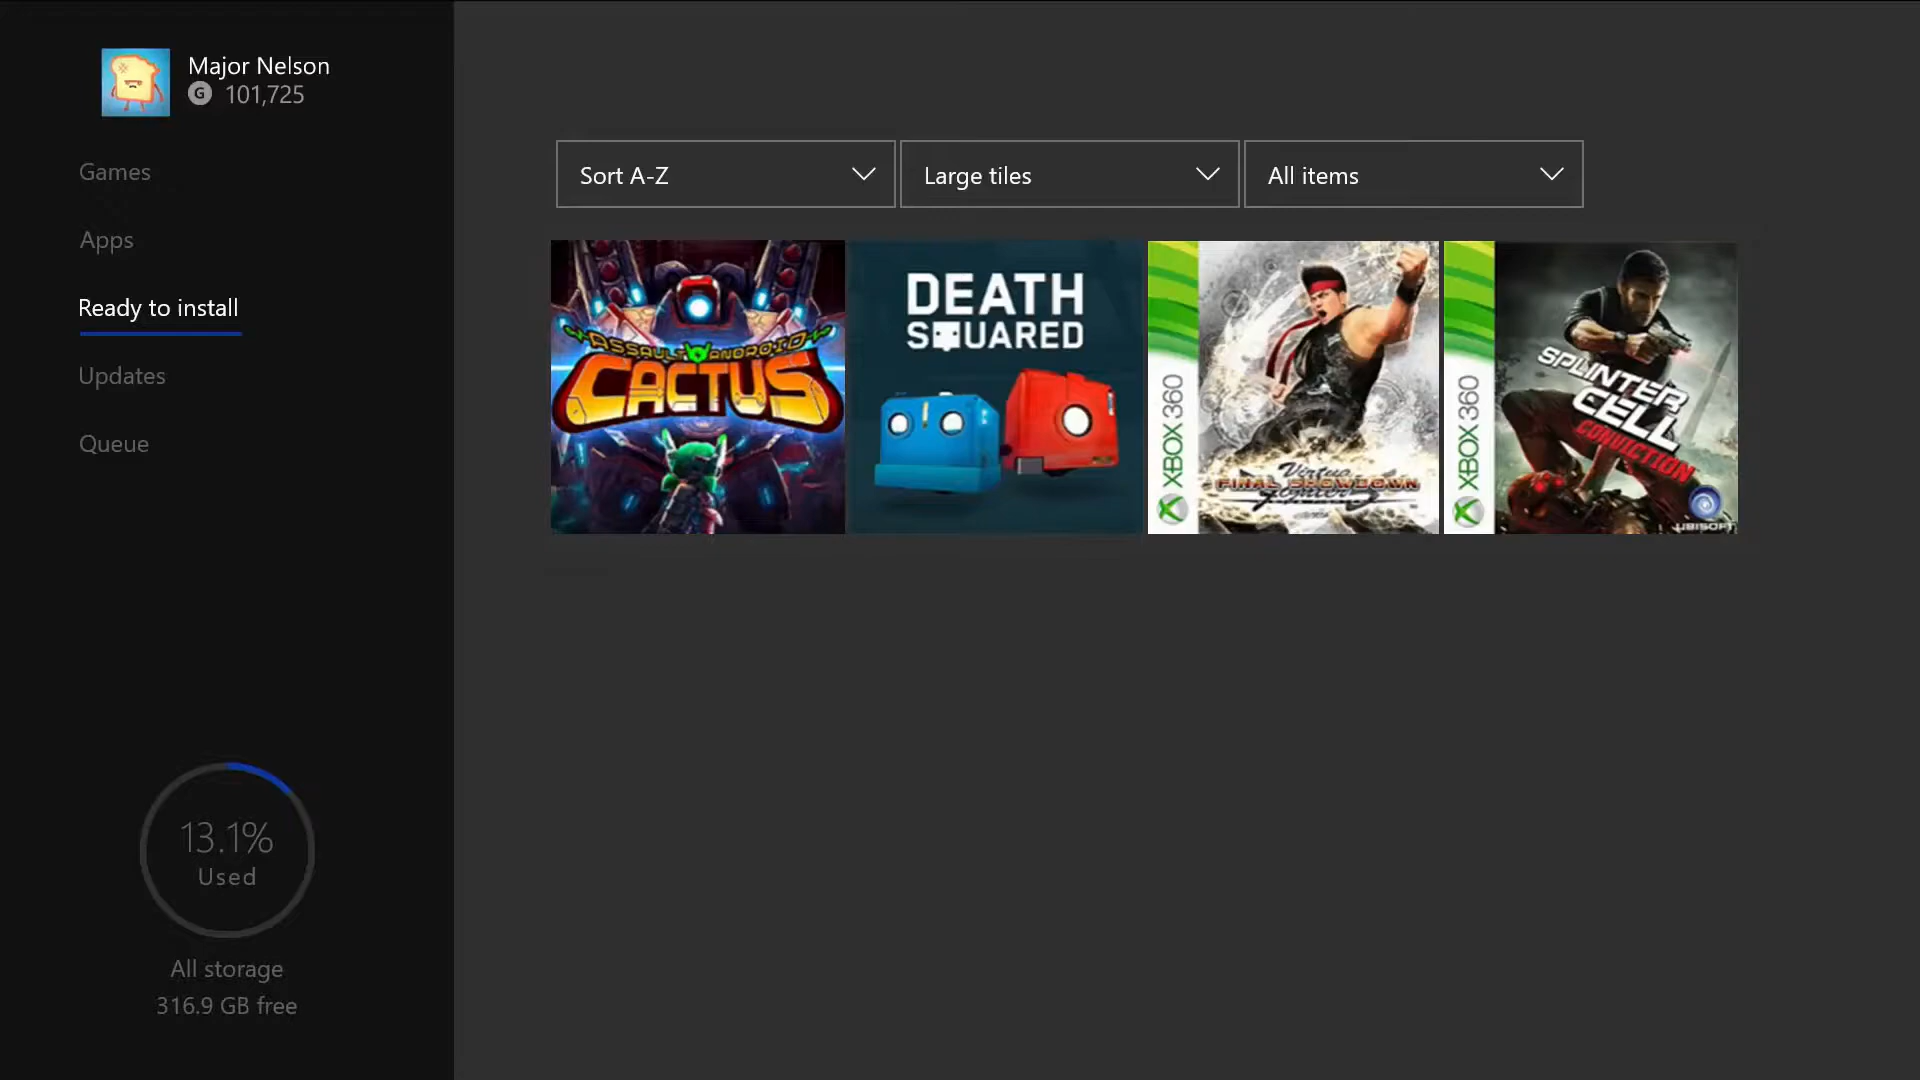 Major Nelson
G 101,725
Games
Apps
Ready to install
Updates
Queue
13.1%
Used
All storage
316.9 GB free
Sort A-Z
Large tiles
All items
ASSAULT ANDROID
CACTUS
DEATH
SQUARED
XBOX 360
Virtua
Fighter 5
FINAL SHOWDOWN
XBOX 360
SPLINTER
CELL
CONVICTION
UBISOFT